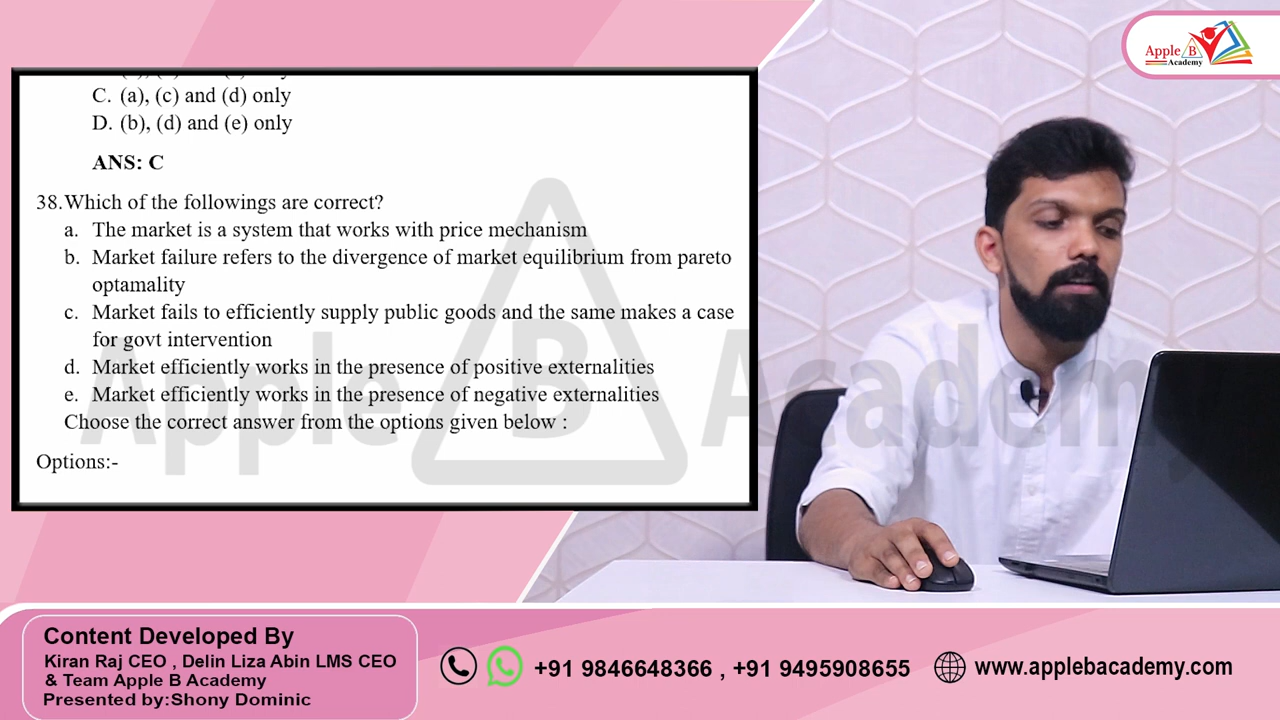 Apple B
Academy
C. (a), (c) and (d) only
D. (b), (d) and (e) only
ANS: C
38.Which of the followings are correct?
a. The market is a system that works with price mechanism
b. Market failure refers to the divergence of market equilibrium from pareto
optamality
c. Market fails to efficiently supply public goods and the same makes a case
for govt intervention
d. Market efficiently works in the presence of positive externalities
e. Market efficiently works in the presence of negative externalities
Choose the correct answer from the options given below :
Options:-
Apple B Academy
Content Developed By
Kiran Raj CEO , Delin Liza Abin LMS CEO
& Team Apple B Academy
Presented by:Shony Dominic
+91 9846648366 , +91 9495908655
www.applebacademy.com